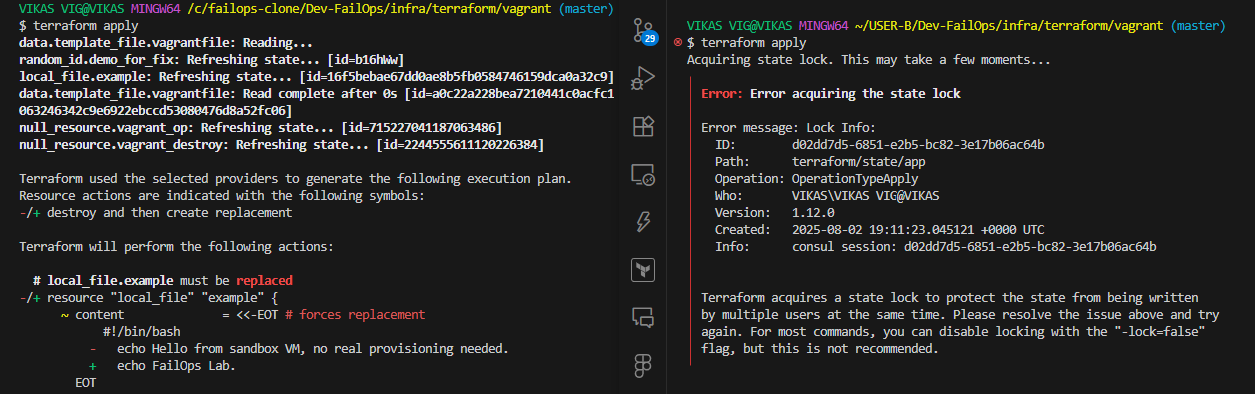 VIKAS VIG@VIKAS MINGW64 /c/failops-clone/Dev-FailOps/infra/terraform/vagrant (master)
$ terraform apply
data.template_file.vagrantfile: Reading...
random_id.demo_for_fix: Refreshing state... [id=b16hWw]
local_file.example: Refreshing state... [id=16f5bebae67dd0ae8b5fb0584746159dca0a32c9]
data.template_file.vagrantfile: Read complete after 0s [id=a0c22a228bea7210441c0acfc1
063246342c9e6922ebccd53080476d8a52fc06]
null_resource.vagrant_op: Refreshing state... [id=715227041187063486]
null_resource.vagrant_destroy: Refreshing state... [id=2244555611120226384]
Terraform used the selected providers to generate the following execution plan.
Resource actions are indicated with the following symbols:
-/+ destroy and then create replacement
Terraform will perform the following actions:
# local_file.example must be replaced
-/+ resource "local_file" "example" {
~ content = <<-EOT # forces replacement
#!/bin/bash
- echo Hello from sandbox VM, no real provisioning needed.
+ echo FailOps Lab.
EOT
29
VIKAS VIG@VIKAS MINGW64 ~/USER-B/Dev-FailOps/infra/terraform/vagrant (master)
$ terraform apply
Acquiring state lock. This may take a few moments...
Error: Error acquiring the state lock
Error message: Lock Info:
ID: d02dd7d5-6851-e2b5-bc82-3e17b06ac64b
Path: terraform/state/app
Operation: OperationTypeApply
Who: VIKAS\VIKAS VIG@VIKAS
Version: 1.12.0
Created: 2025-08-02 19:11:23.045121 +0000 UTC
Info: consul session: d02dd7d5-6851-e2b5-bc82-3e17b06ac64b
Terraform acquires a state lock to protect the state from being written
by multiple users at the same time. Please resolve the issue above and try
again. For most commands, you can disable locking with the "-lock=false"
flag, but this is not recommended.